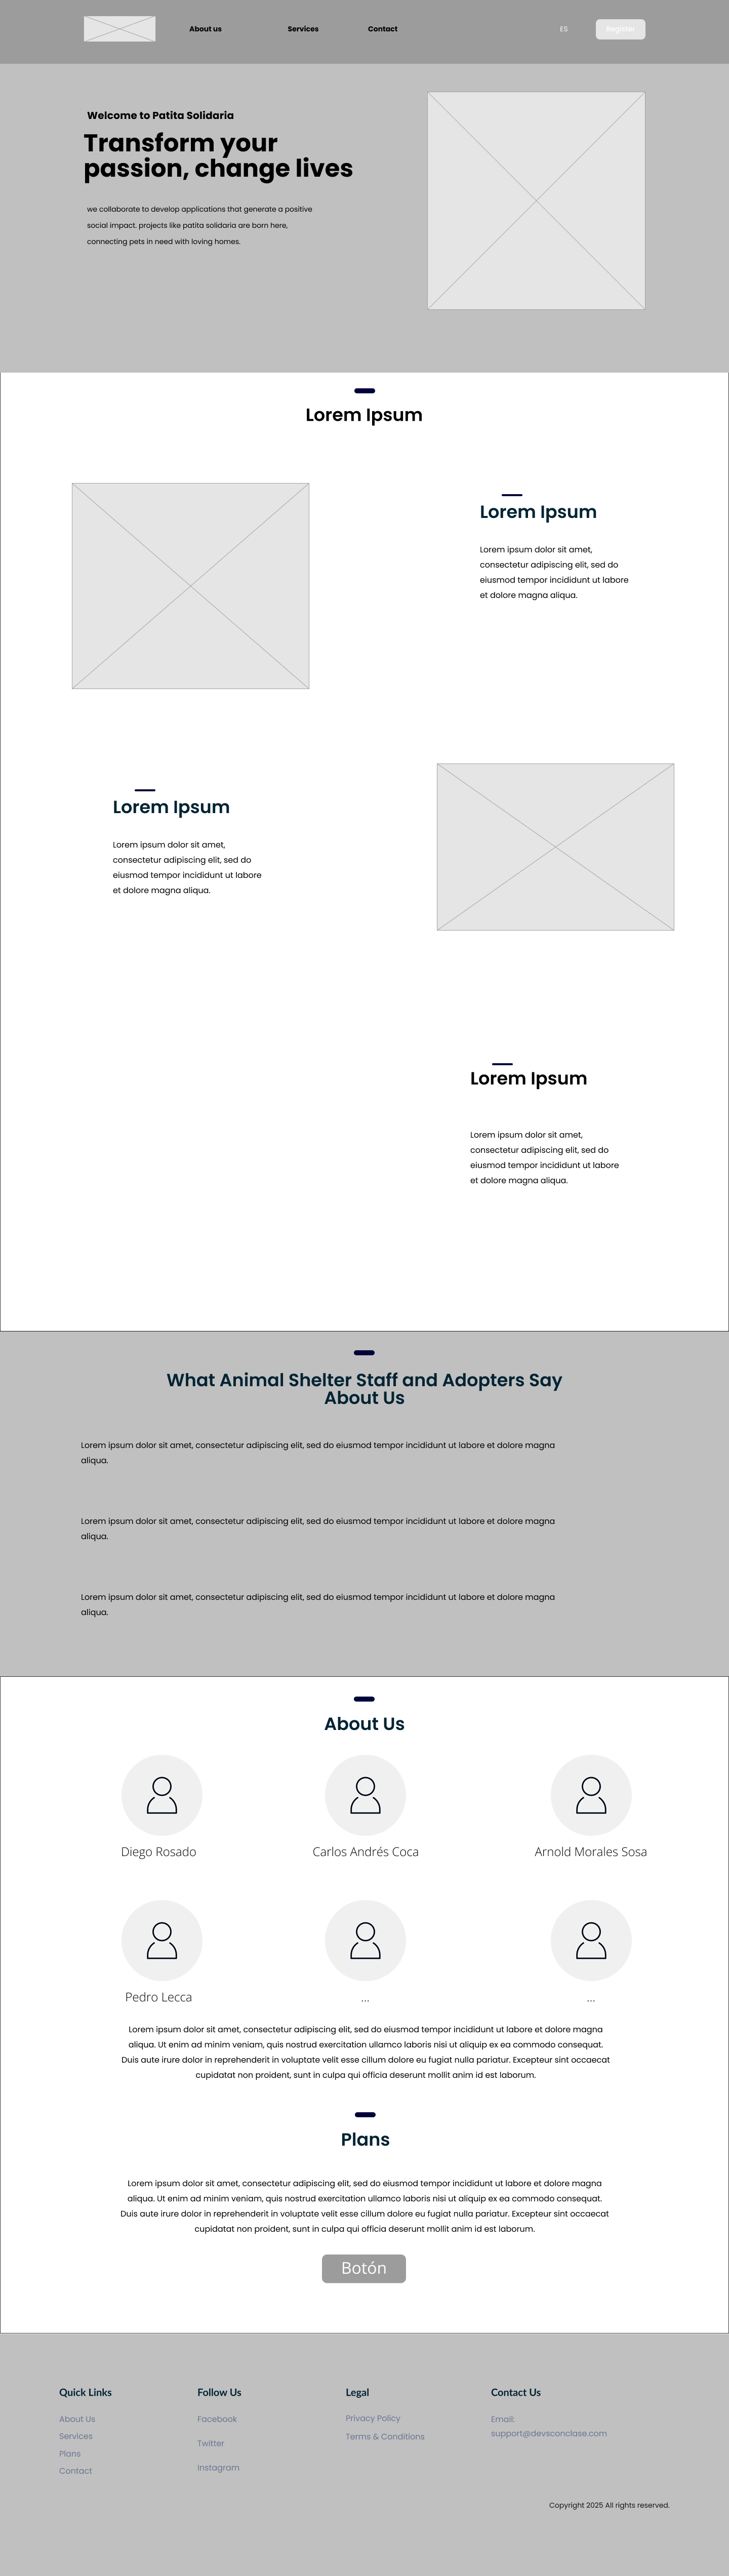 About us
Services
Contact
ES
Register
Welcome to Patita Solidaria
Transform your
passion, change lives
we collaborate to develop applications that generate a positive
social impact. projects like patita solidaria are born here,
connecting pets in need with loving homes.
Lorem Ipsum
Lorem Ipsum
Lorem ipsum dolor sit amet,
consectetur adipiscing elit, sed do
eiusmod tempor incididunt ut labore
et dolore magna aliqua.
Lorem Ipsum
Lorem ipsum dolor sit amet,
consectetur adipiscing elit, sed do
eiusmod tempor incididunt ut labore
et dolore magna aliqua.
Lorem Ipsum
Lorem ipsum dolor sit amet,
consectetur adipiscing elit, sed do
eiusmod tempor incididunt ut labore
et dolore magna aliqua.
What Animal Shelter Staff and Adopters Say
About Us
Lorem ipsum dolor sit amet, consectetur adipiscing elit, sed do eiusmod tempor incididunt ut labore et dolore magna
aliqua.
Lorem ipsum dolor sit amet, consectetur adipiscing elit, sed do eiusmod tempor incididunt ut labore et dolore magna
aliqua.
Lorem ipsum dolor sit amet, consectetur adipiscing elit, sed do eiusmod tempor incididunt ut labore et dolore magna
aliqua.
About Us
Diego Rosado
Carlos Andrés Coca
Arnold Morales Sosa
Pedro Lecca
...
...
Lorem ipsum dolor sit amet, consectetur adipiscing elit, sed do eiusmod tempor incididunt ut labore et dolore magna
aliqua. Ut enim ad minim veniam, quis nostrud exercitation ullamco laboris nisi ut aliquip ex ea commodo consequat.
Duis aute irure dolor in reprehenderit in voluptate velit esse cillum dolore eu fugiat nulla pariatur. Excepteur sint occaecat
cupidatat non proident, sunt in culpa qui officia deserunt mollit anim id est laborum.
Plans
Lorem ipsum dolor sit amet, consectetur adipiscing elit, sed do eiusmod tempor incididunt ut labore et dolore magna
aliqua. Ut enim ad minim veniam, quis nostrud exercitation ullamco laboris nisi ut aliquip ex ea commodo consequat.
Duis aute irure dolor in reprehenderit in voluptate velit esse cillum dolore eu fugiat nulla pariatur. Excepteur sint occaecat
cupidatat non proident, sunt in culpa qui officia deserunt mollit anim id est laborum.
Botón
Quick Links
About Us
Services
Plans
Contact
Follow Us
Facebook
Twitter
Instagram
Legal
Privacy Policy
Terms & Conditions
Contact Us
Email:
support@devsconclase.com
Copyright 2025 All rights reserved.